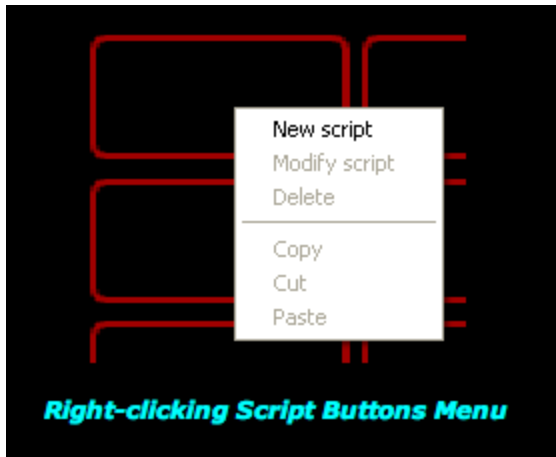 New script
Modify script
Delete
Copy
Cut
Paste
Right-clicking Script Buttons Menu